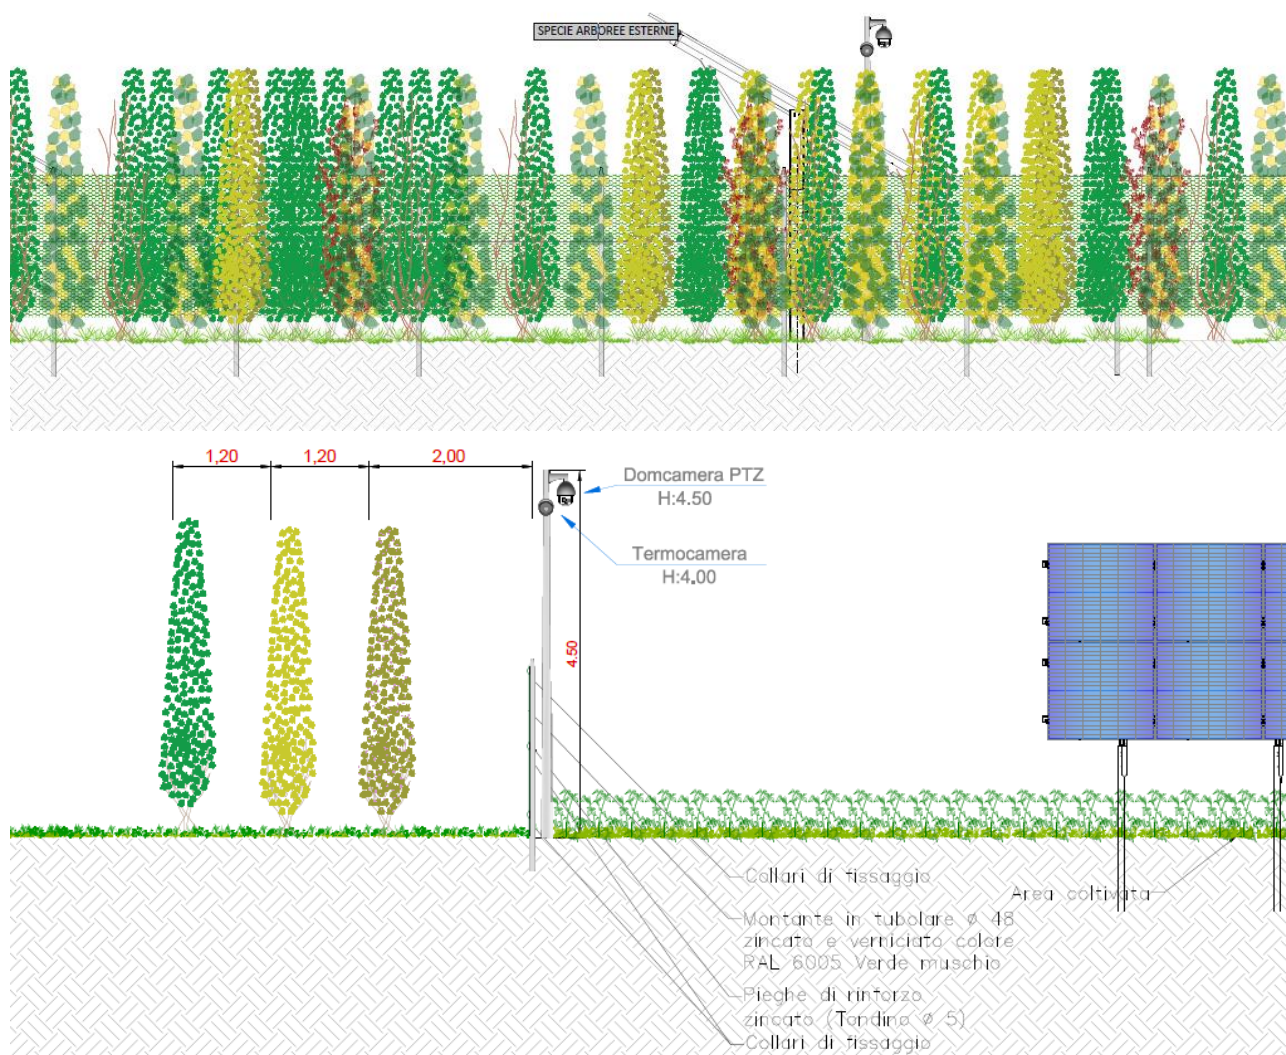 SPECIE ARBOREE ESTERNE
1,20
1,20
2,00
Domcamera PTZ
H:4.50
Termocamera
H:4.00
4.50
Collari di fissaggio
Area coltivata
Montante in tubolare ø 48
zincato e verniciato colore
RAL 6005 Verde muschio
Pieghe di rinforzo
zincato (Tondino ø 5)
Collari di fissaggio